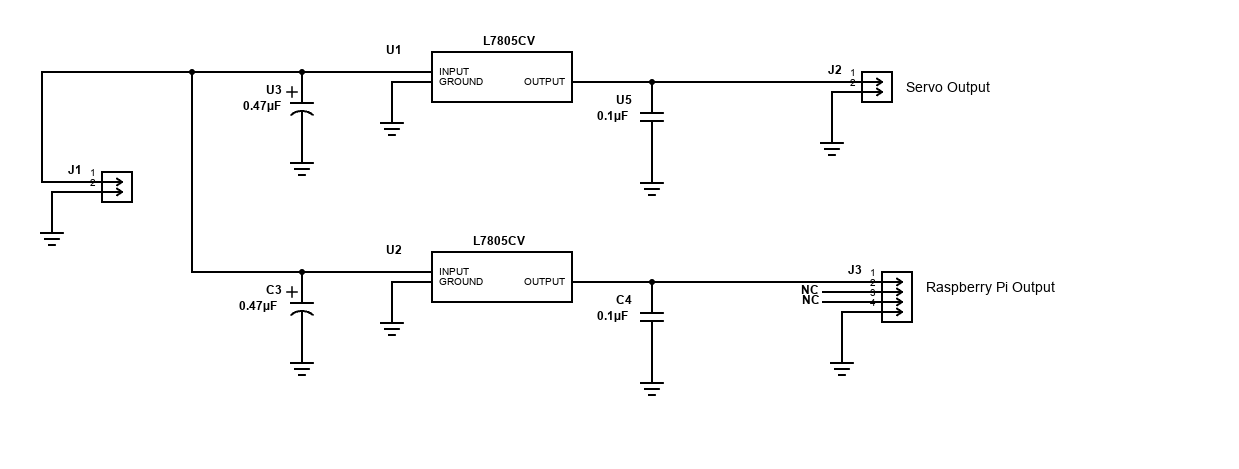 L7805CV
U1
INPUT
GROUND
OUTPUT
U3
0.47µF
U5
0.1µF
J2
1
2
Servo Output
J1
1
2
L7805CV
U2
INPUT
GROUND
OUTPUT
C3
0.47µF
C4
0.1µF
J3
1
2
3
4
NC
NC
Raspberry Pi Output